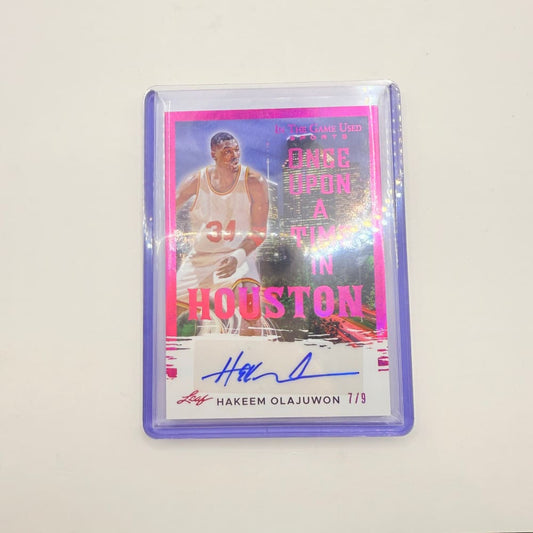 IN THE GAME USED
SPORTS
ONCE
UPON
A
TIME
IN
HOUSTON
34
Leaf HAKEEM OLAJUWON 7/9